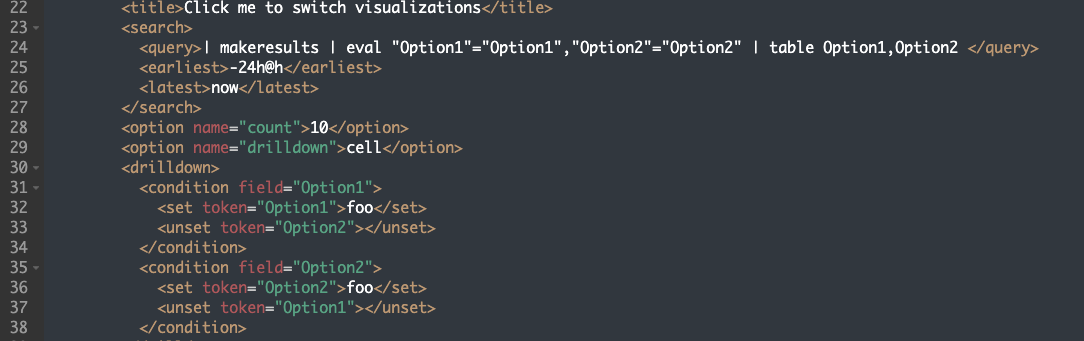 22 <title>Click me to switch visualizations</title>
23 <search>
24 <query>| makeresults | eval "Option1"="Option1","Option2"="Option2" | table Option1,Option2 </query>
25 <earliest>-24h@h</earliest>
26 <latest>now</latest>
27 </search>
28 <option name="count">10</option>
29 <option name="drilldown">cell</option>
30 <drilldown>
31 <condition field="Option1">
32 <set token="Option1">foo</set>
33 <unset token="Option2"></unset>
34 </condition>
35 <condition field="Option2">
36 <set token="Option2">foo</set>
37 <unset token="Option1"></unset>
38 </condition>